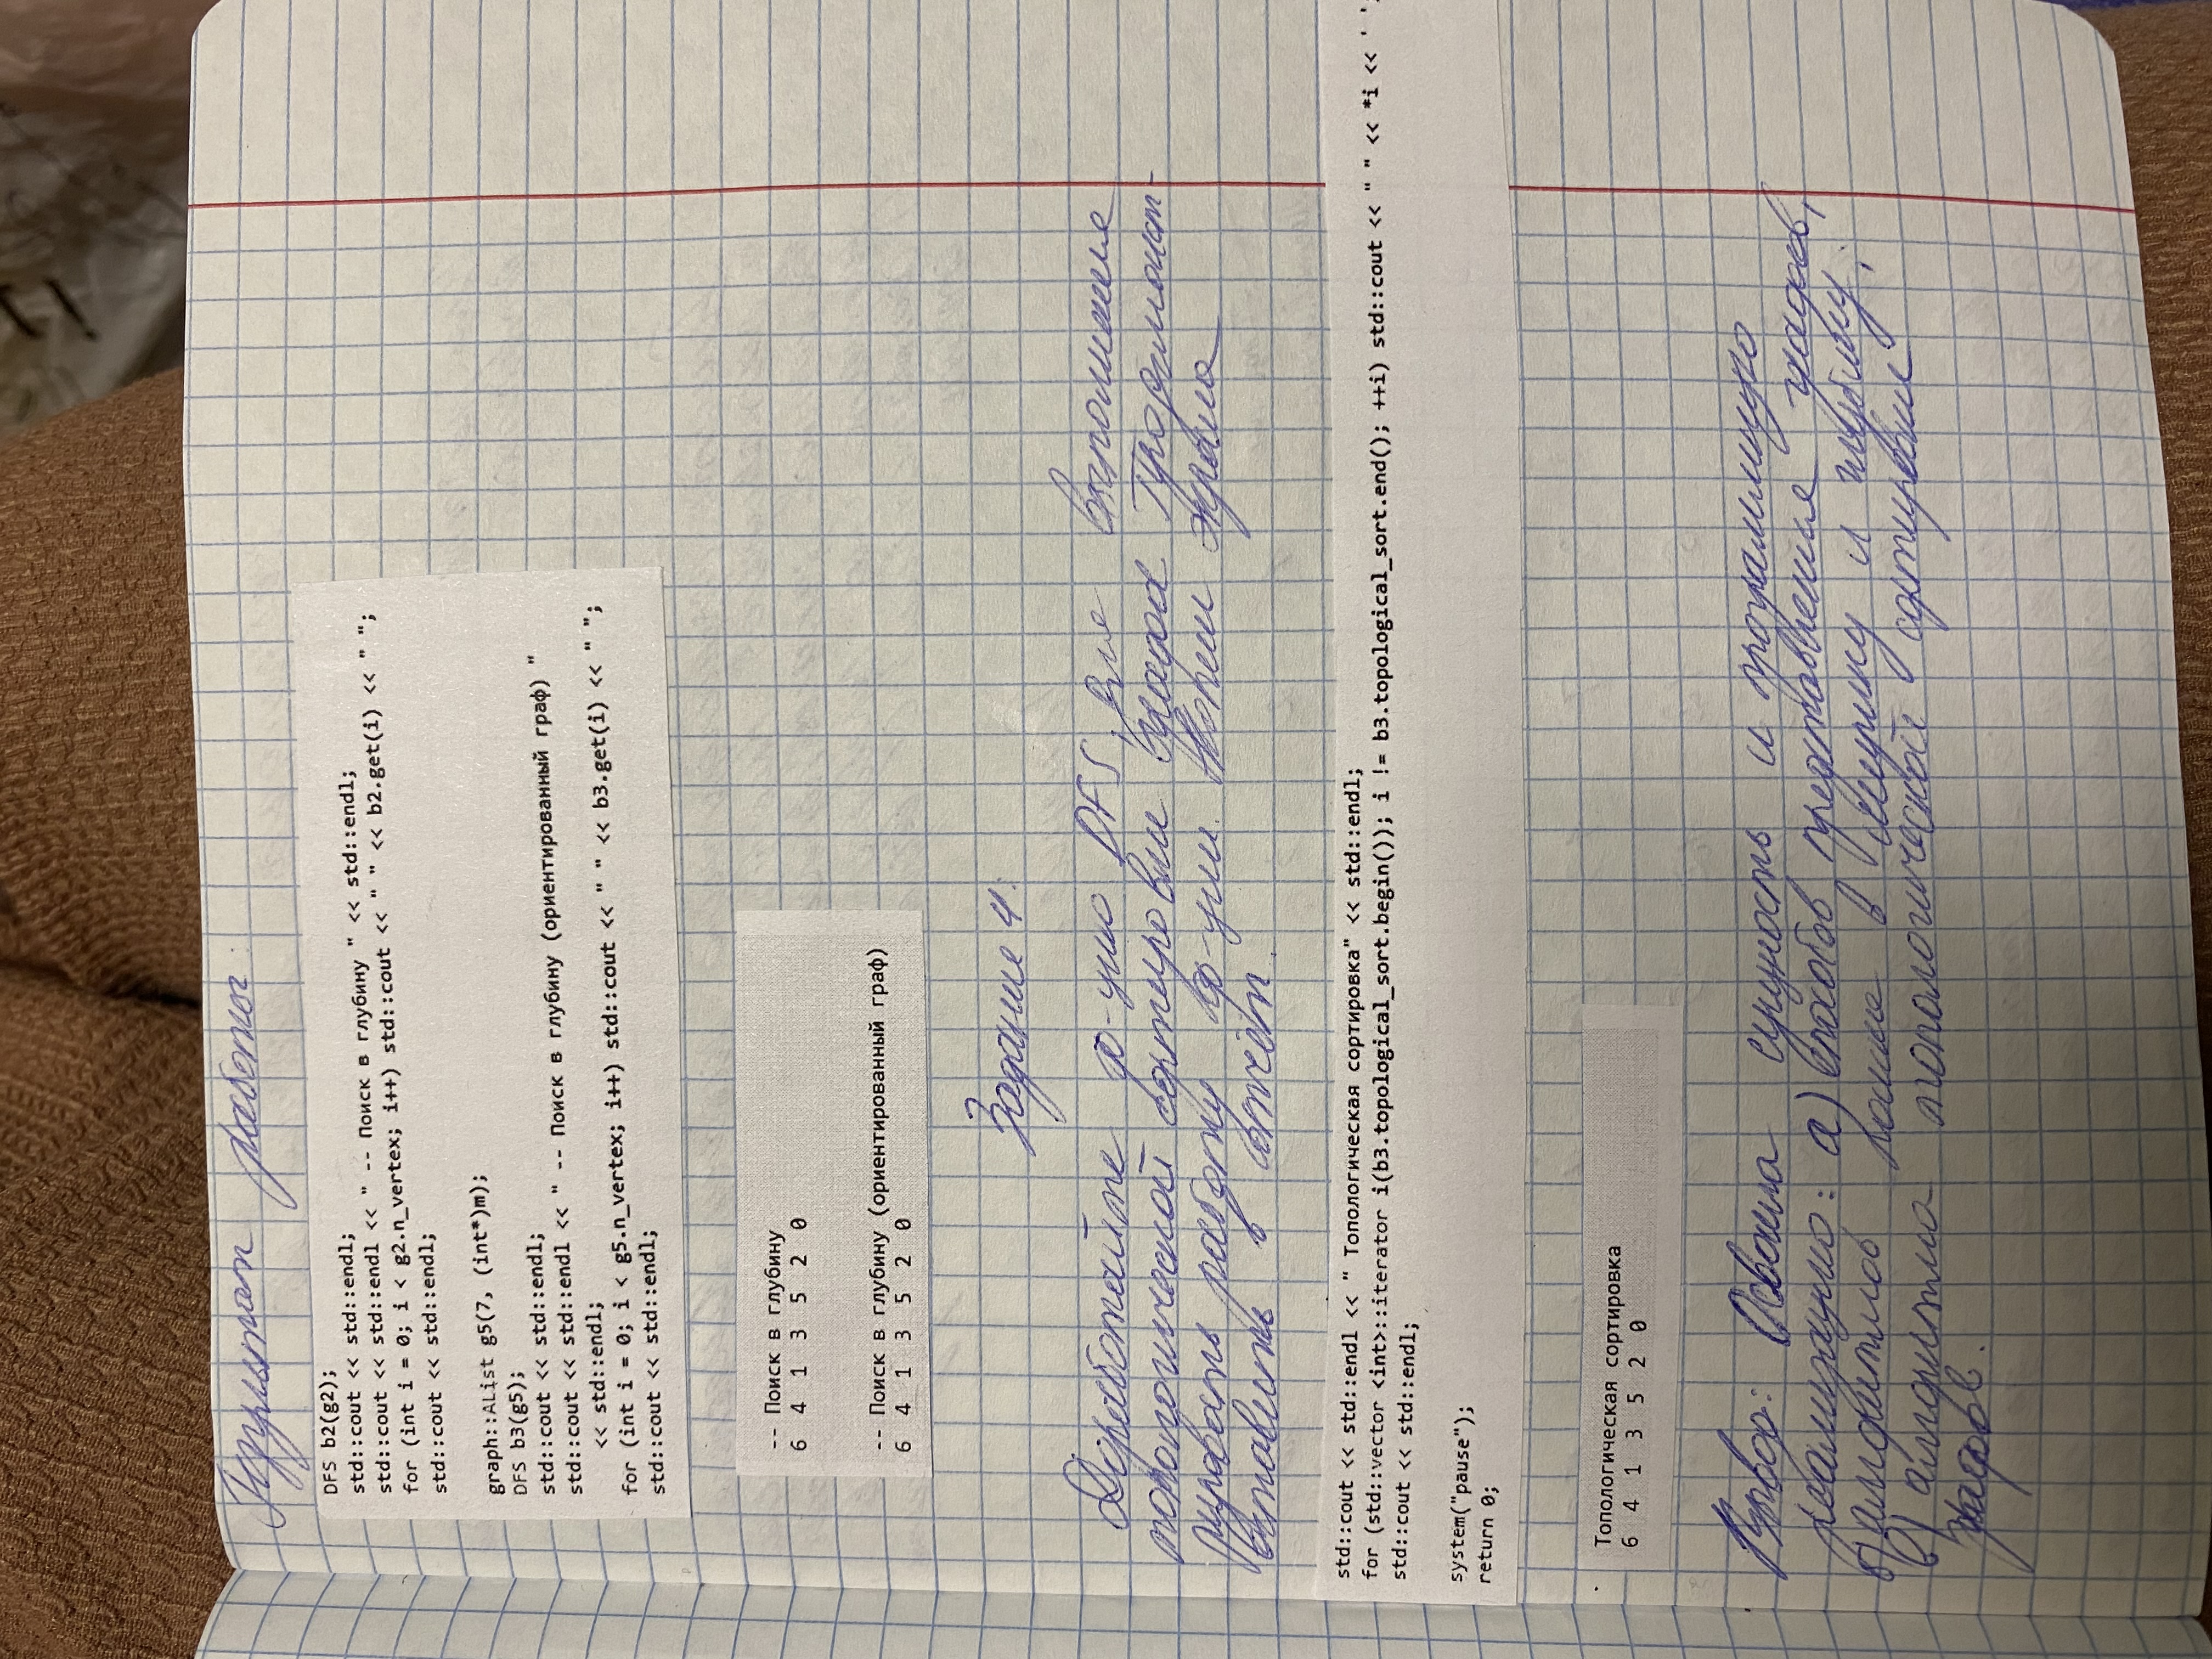 Результат работы:
DFS b2(g2);
std::cout << std::endl;
std::cout << std::endl << " -- Поиск в глубину " << std::endl;
for (int i = 0; i < g2.n_vertex; i++) std::cout << " " << b2.get(i) << " ";
std::cout << std::endl;
graph::AList g5(7, (int*)m);
DFS b3(g5);
std::cout << std::endl;
std::cout << std::endl << " -- Поиск в глубину (ориентированный граф) "
<< std::endl;
for (int i = 0; i < g5.n_vertex; i++) std::cout << " " << b3.get(i) << " ";
std::cout << std::endl;
-- Поиск в глубину
6 4 1 3 5 2 0
-- Поиск в глубину (ориентированный граф)
6 4 1 3 5 2 0
Задание 4:
Доработайте ф-цию DFS, для выполнения
топологической сортировки графа. Продемонст-
рировать работу ф-ции. Копии экрана
вставить в отчёт.
std::cout << std::endl << " Топологическая сортировка" << std::endl;
for (std::vector <int>::iterator i(b3.topological_sort.begin()); i != b3.topological_sort.end(); ++i) std::cout << " " << *i << ' ';
std::cout << std::endl;
system("pause");
return 0;
Топологическая сортировка
6 4 1 3 5 2 0
Вывод: Освоила сущность и программную
реализацию: а) способов представления графов,
б) алгоритмов поиска в ширину и глубину;
в) алгоритма топологической сортировки
графов.